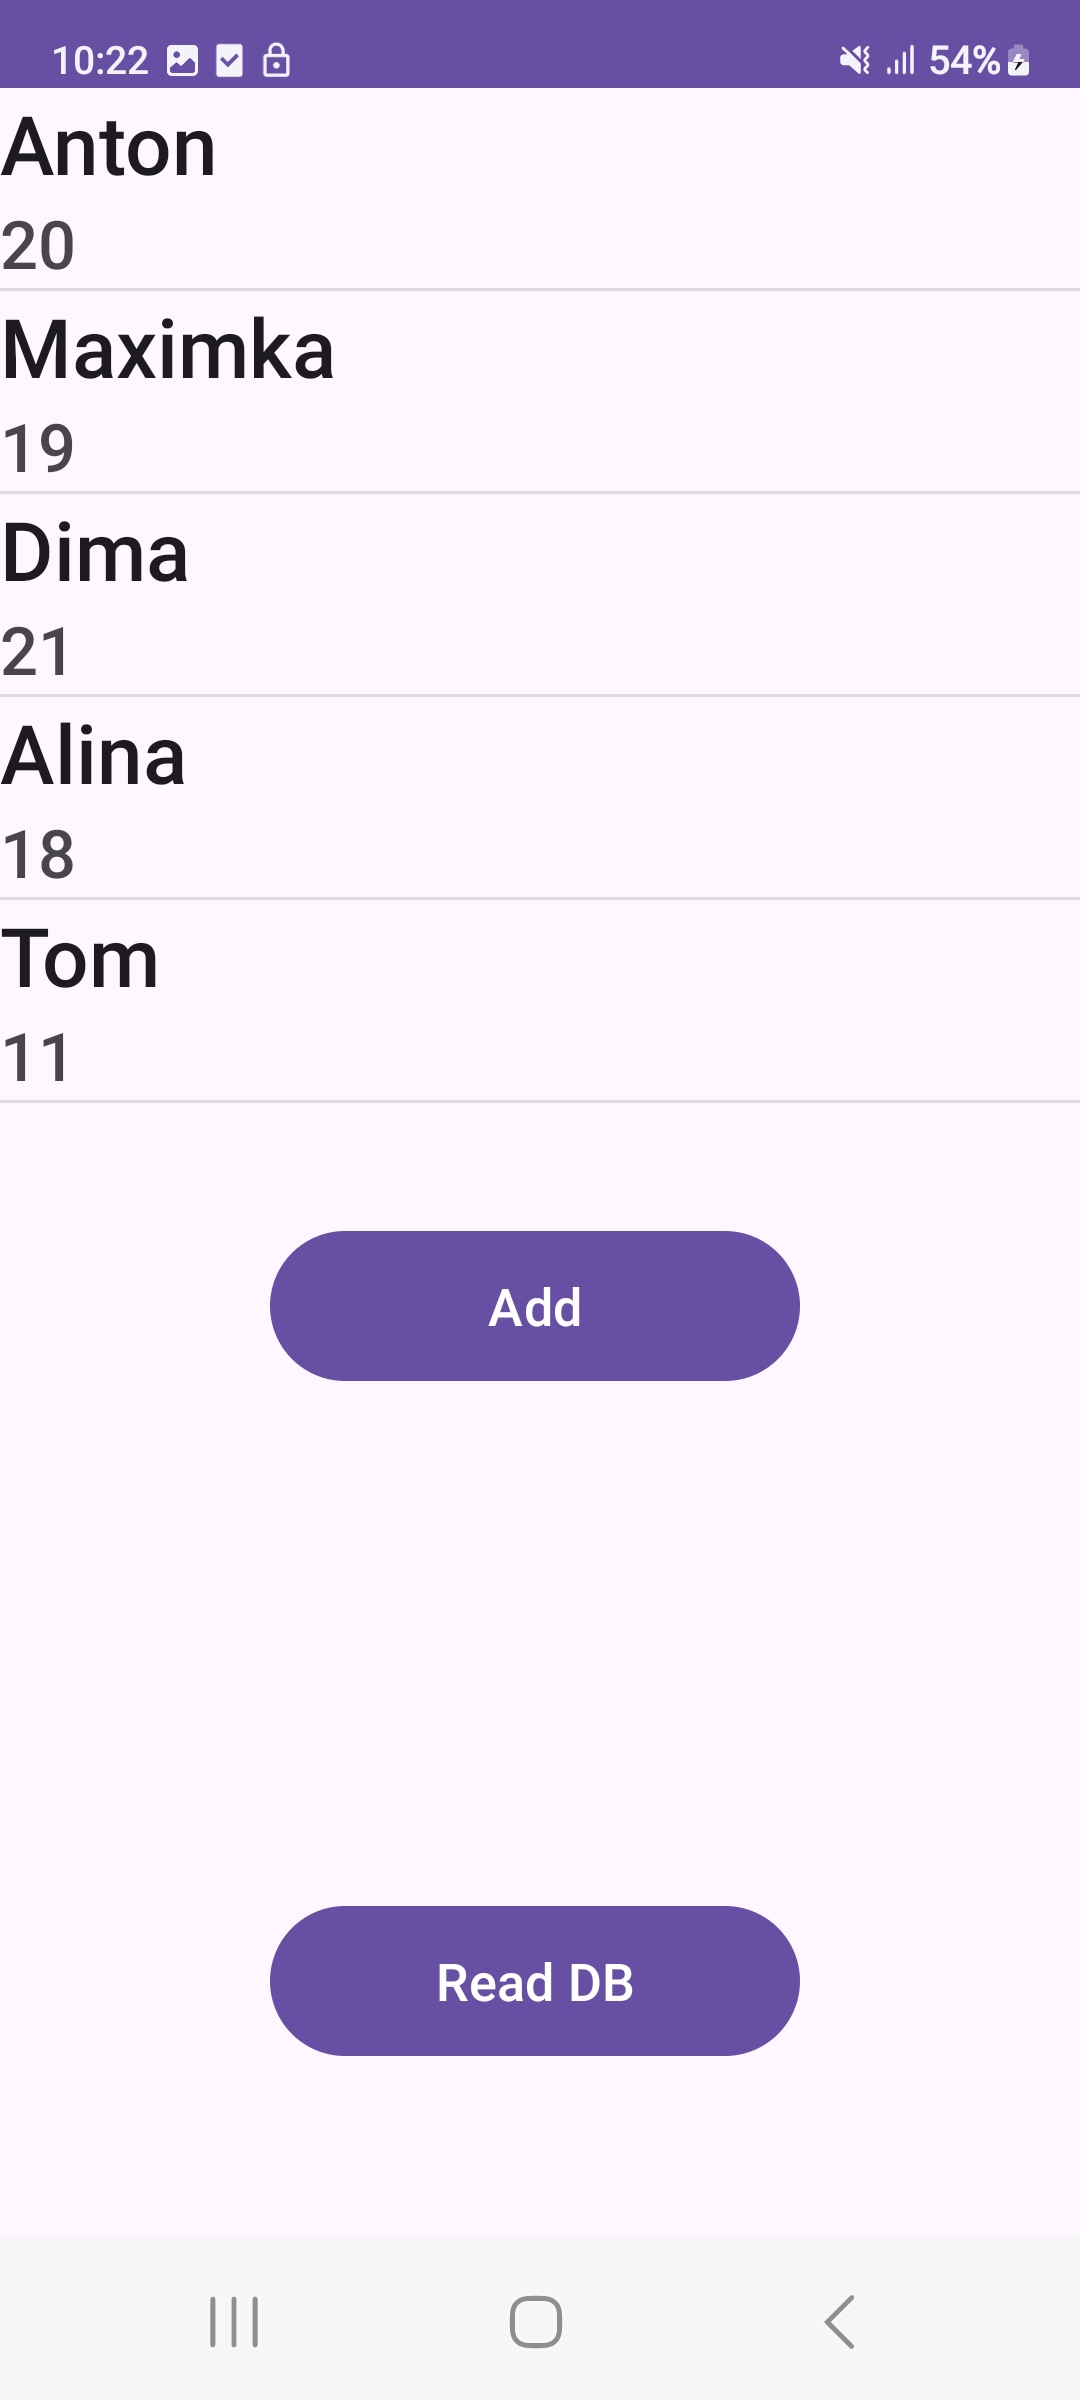 10:22
54%
Anton
20
Maximka
19
Dima
21
Alina
18
Tom
11
Add
Read DB